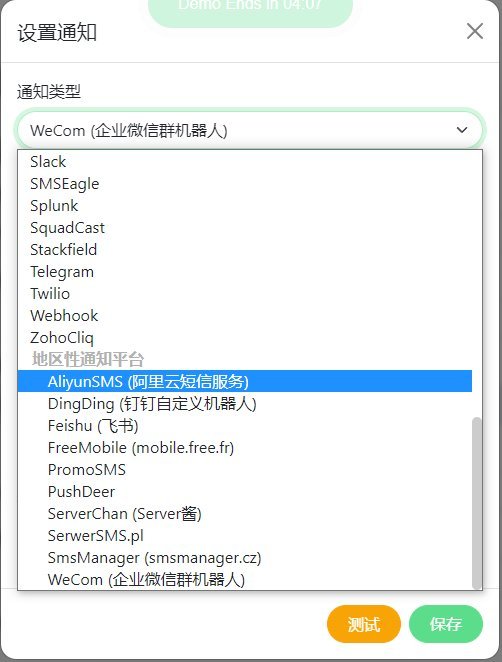 Demo Ends in 04:07
设置通知
通知类型
WeCom (企业微信群机器人)
Slack
SMSEagle
Splunk
SquadCast
Stackfield
Telegram
Twilio
Webhook
ZohoCliq
地区性通知平台
AliyunSMS (阿里云短信服务)
DingDing (钉钉自定义机器人)
Feishu (飞书)
FreeMobile (mobile.free.fr)
PromoSMS
PushDeer
ServerChan (Server酱)
SerwerSMS.pl
SmsManager (smsmanager.cz)
WeCom (企业微信群机器人)
测试
保存